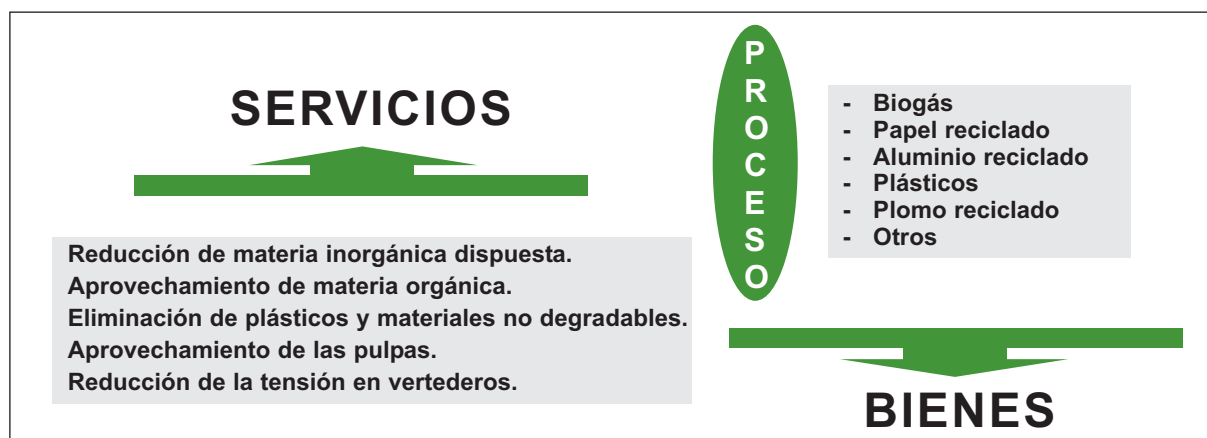 SERVICIOS
Reducción de materia inorgánica dispuesta.
Aprovechamiento de materia orgánica.
Eliminación de plásticos y materiales no degradables.
Aprovechamiento de las pulpas.
Reducción de la tensión en vertederos.
PROCESO
- Biogás
- Papel reciclado
- Aluminio reciclado
- Plásticos
- Plomo reciclado
- Otros
BIENES